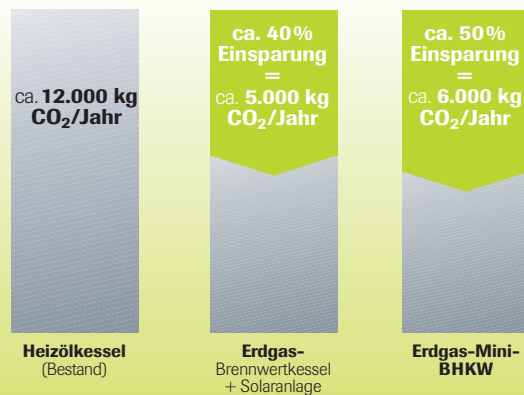 ca. 12.000 kg
CO₂/Jahr
ca. 40%
Einsparung
=
ca. 5.000 kg
CO₂/Jahr
ca. 50%
Einsparung
=
ca. 6.000 kg
CO₂/Jahr
Heizölkessel
(Bestand)
Erdgas-
Brennwertkessel
+ Solaranlage
Erdgas-Mini-
BHKW